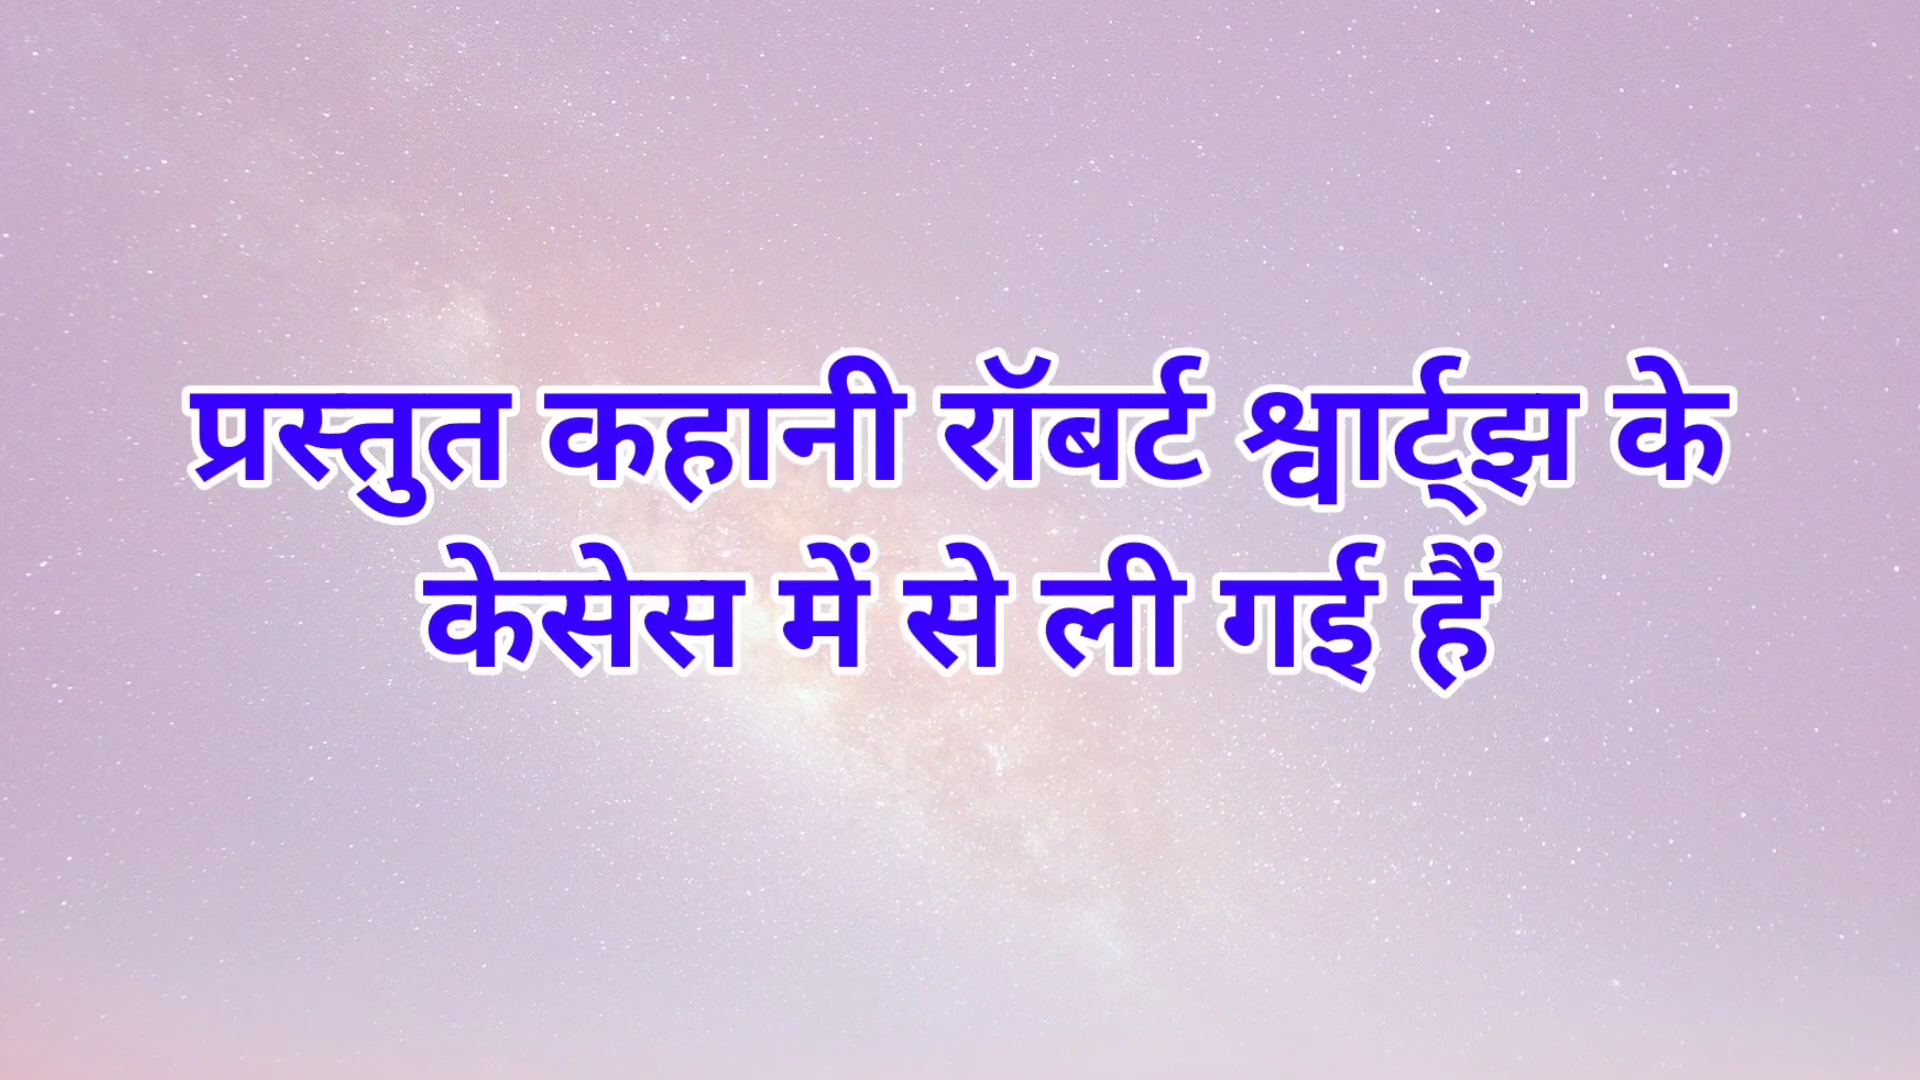 प्रस्तुत कहानी रॉबर्ट श्वार्ट्झ के
केसेस में से ली गई हैं